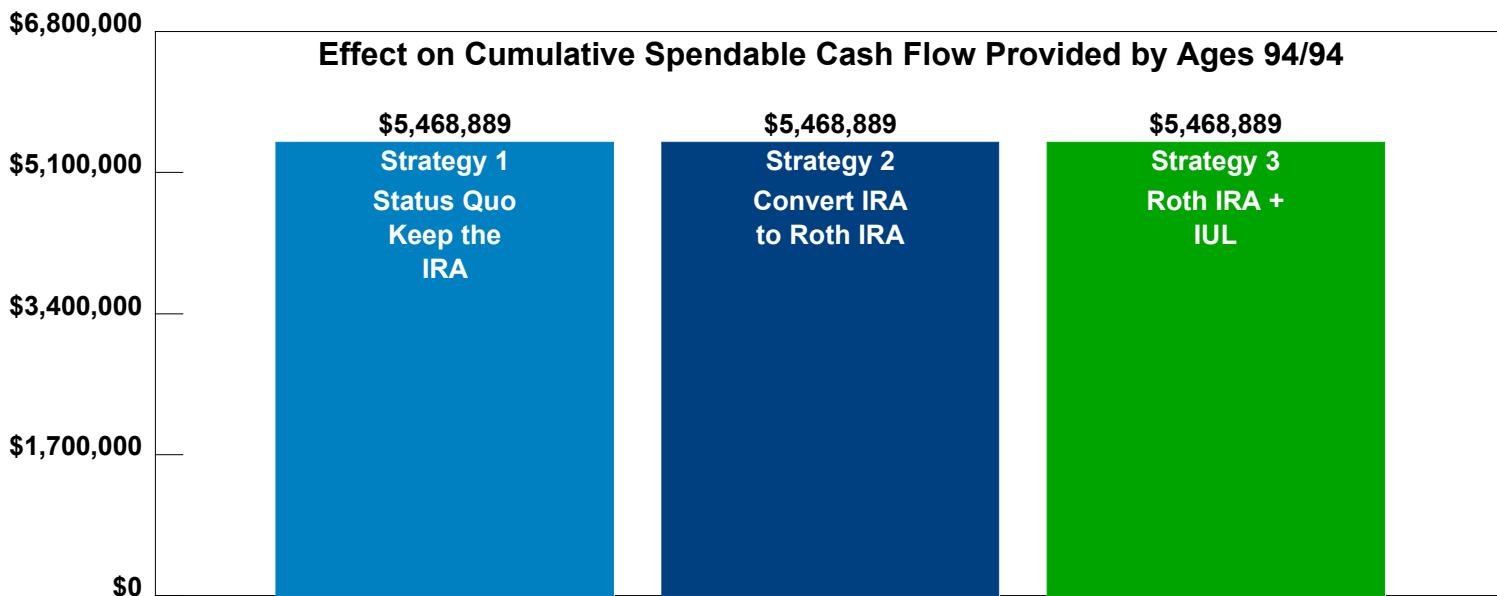 $6,800,000
Effect on Cumulative Spendable Cash Flow Provided by Ages 94/94
$5,468,889
$5,468,889
$5,468,889
$5,100,000
Strategy 1
Status Quo
Keep the
IRA
Strategy 2
Convert IRA
to Roth IRA
Strategy 3
Roth IRA +
IUL
$3,400,000
$1,700,000
$0